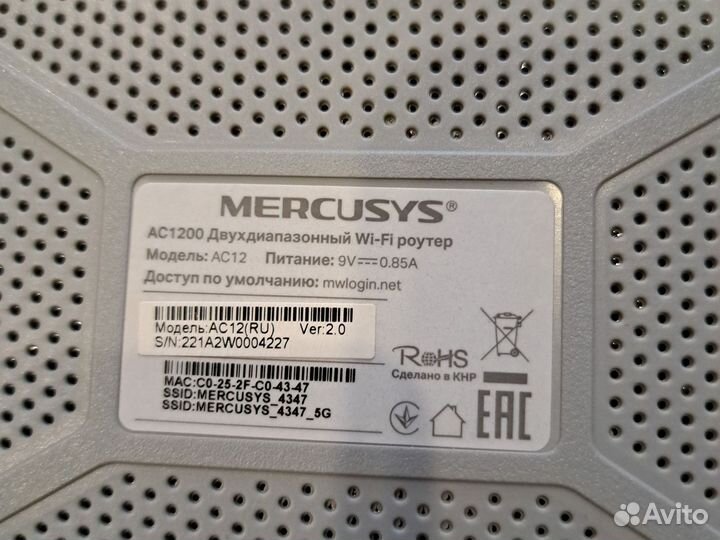 MERCUSYS®
AC1200 Двухдиапазонный Wi-Fi роутер
Модель: AC12 Питание: 9V⎓0.85A
Доступ по умолчанию: mwlogin.net
Модель:AC12(RU) Ver:2.0
S/N:221A2W0004227
MAC:C0-25-2F-C0-43-47
SSID:MERCUSYS_4347
SSID:MERCUSYS_4347_5G
RoHS
Сделано в КНР
EAC
Avito